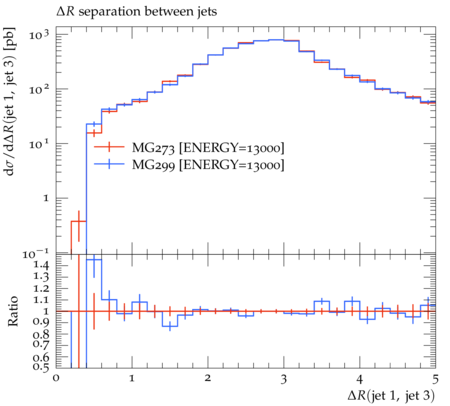 ΔR separation between jets
dσ/dΔR(jet 1, jet 3) [pb]
10³
10²
10¹
1
10⁻¹
MG273 [ENERGY=13000]
MG299 [ENERGY=13000]
Ratio
1.4
1.3
1.2
1.1
1
0.9
0.8
0.7
0.6
0.5
0 1 2 3 4 5
ΔR(jet 1, jet 3)